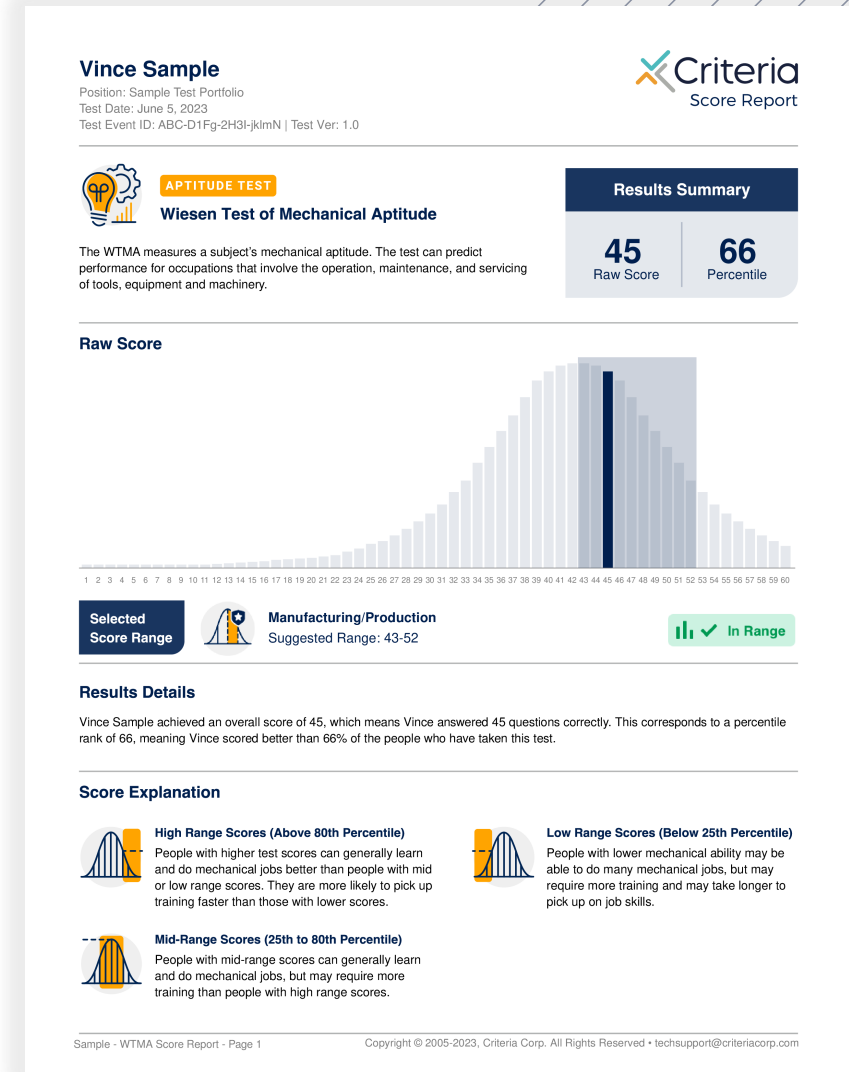 Vince Sample
Position: Sample Test Portfolio
Test Date: June 5, 2023
Test Event ID: ABC-D1Fg-2H3I-jklmN | Test Ver: 1.0
Criteria
Score Report
APTITUDE TEST
Wiesen Test of Mechanical Aptitude
The WTMA measures a subject's mechanical aptitude. The test can predict
performance for occupations that involve the operation, maintenance, and servicing
of tools, equipment and machinery.
Results Summary
45
Raw Score
66
Percentile
Raw Score
1 2 3 4 5 6 7 8 9 10 11 12 13 14 15 16 17 18 19 20 21 22 23 24 25 26 27 28 29 30 31 32 33 34 35 36 37 38 39 40 41 42 43 44 45 46 47 48 49 50 51 52 53 54 55 56 57 58 59 60
Selected
Score Range
Manufacturing/Production
Suggested Range: 43-52
In Range
Results Details
Vince Sample achieved an overall score of 45, which means Vince answered 45 questions correctly. This corresponds to a percentile
rank of 66, meaning Vince scored better than 66% of the people who have taken this test.
Score Explanation
High Range Scores (Above 80th Percentile)
People with higher test scores can generally learn
and do mechanical jobs better than people with mid
or low range scores. They are more likely to pick up
training faster than those with lower scores.
Low Range Scores (Below 25th Percentile)
People with lower mechanical ability may be
able to do many mechanical jobs, but may
require more training and may take longer to
pick up on job skills.
Mid-Range Scores (25th to 80th Percentile)
People with mid-range scores can generally learn
and do mechanical jobs, but may require more
training than people with high range scores.
Sample - WTMA Score Report - Page 1
Copyright © 2005-2023, Criteria Corp. All Rights Reserved • techsupport@criteriacorp.com